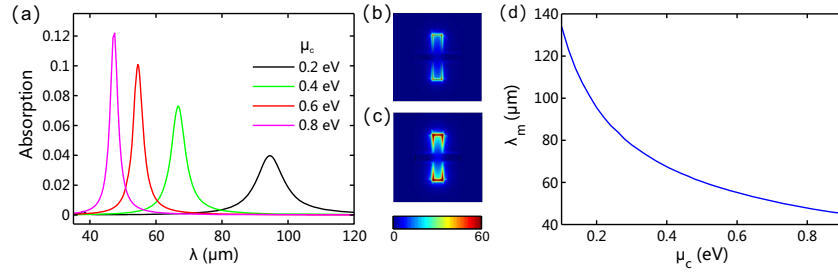 (a)
Absorption
0.12
0.10
0.08
0.06
0.04
0.02
0
40
60
80
100
120
λ (μm)
μc
0.2 eV
0.4 eV
0.6 eV
0.8 eV
(b)
(c)
0
60
(d)
λm (μm)
140
120
100
80
60
40
0.2
0.4
0.6
0.8
μc (eV)